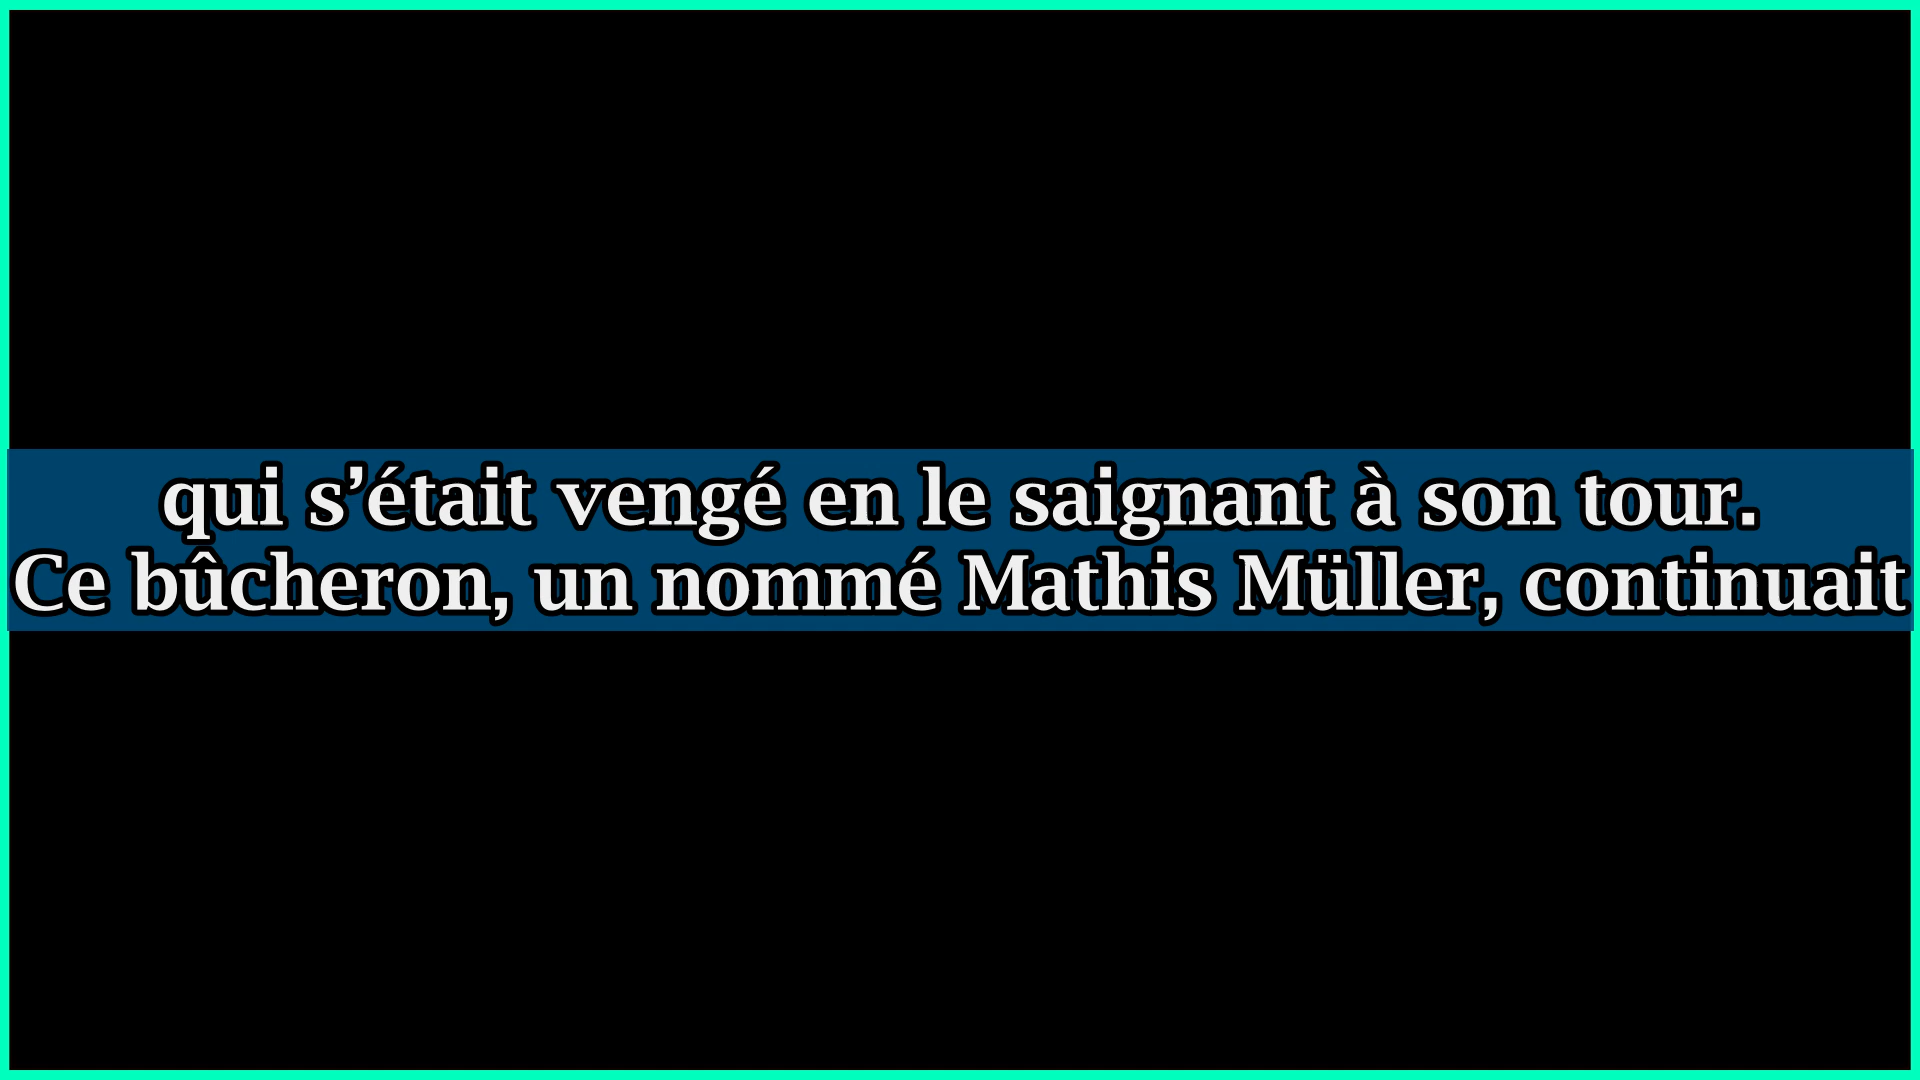 qui s’était vengé en le saignant à son tour.
Ce bûcheron, un nommé Mathis Müller, continuait